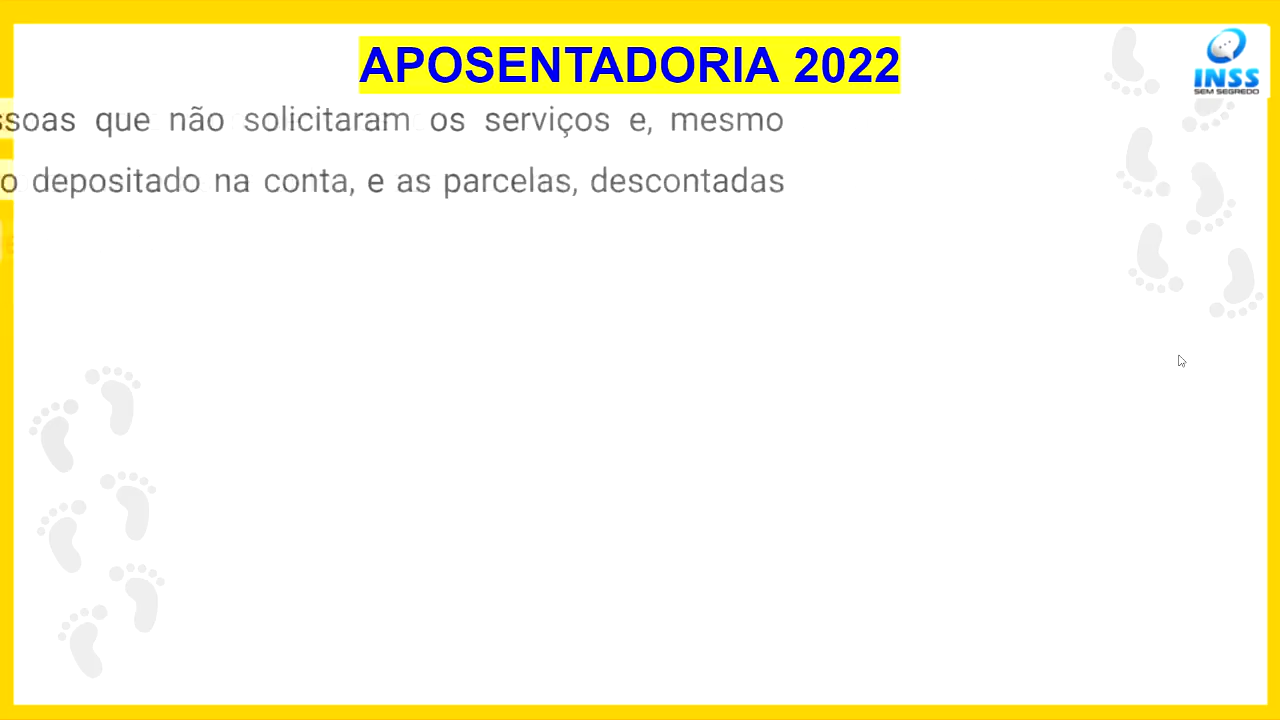 APOSENTADORIA 2022
INSS
SEM SEGREDO
ssoas que não solicitaram os serviços e, mesmo
o depositado na conta, e as parcelas, descontadas